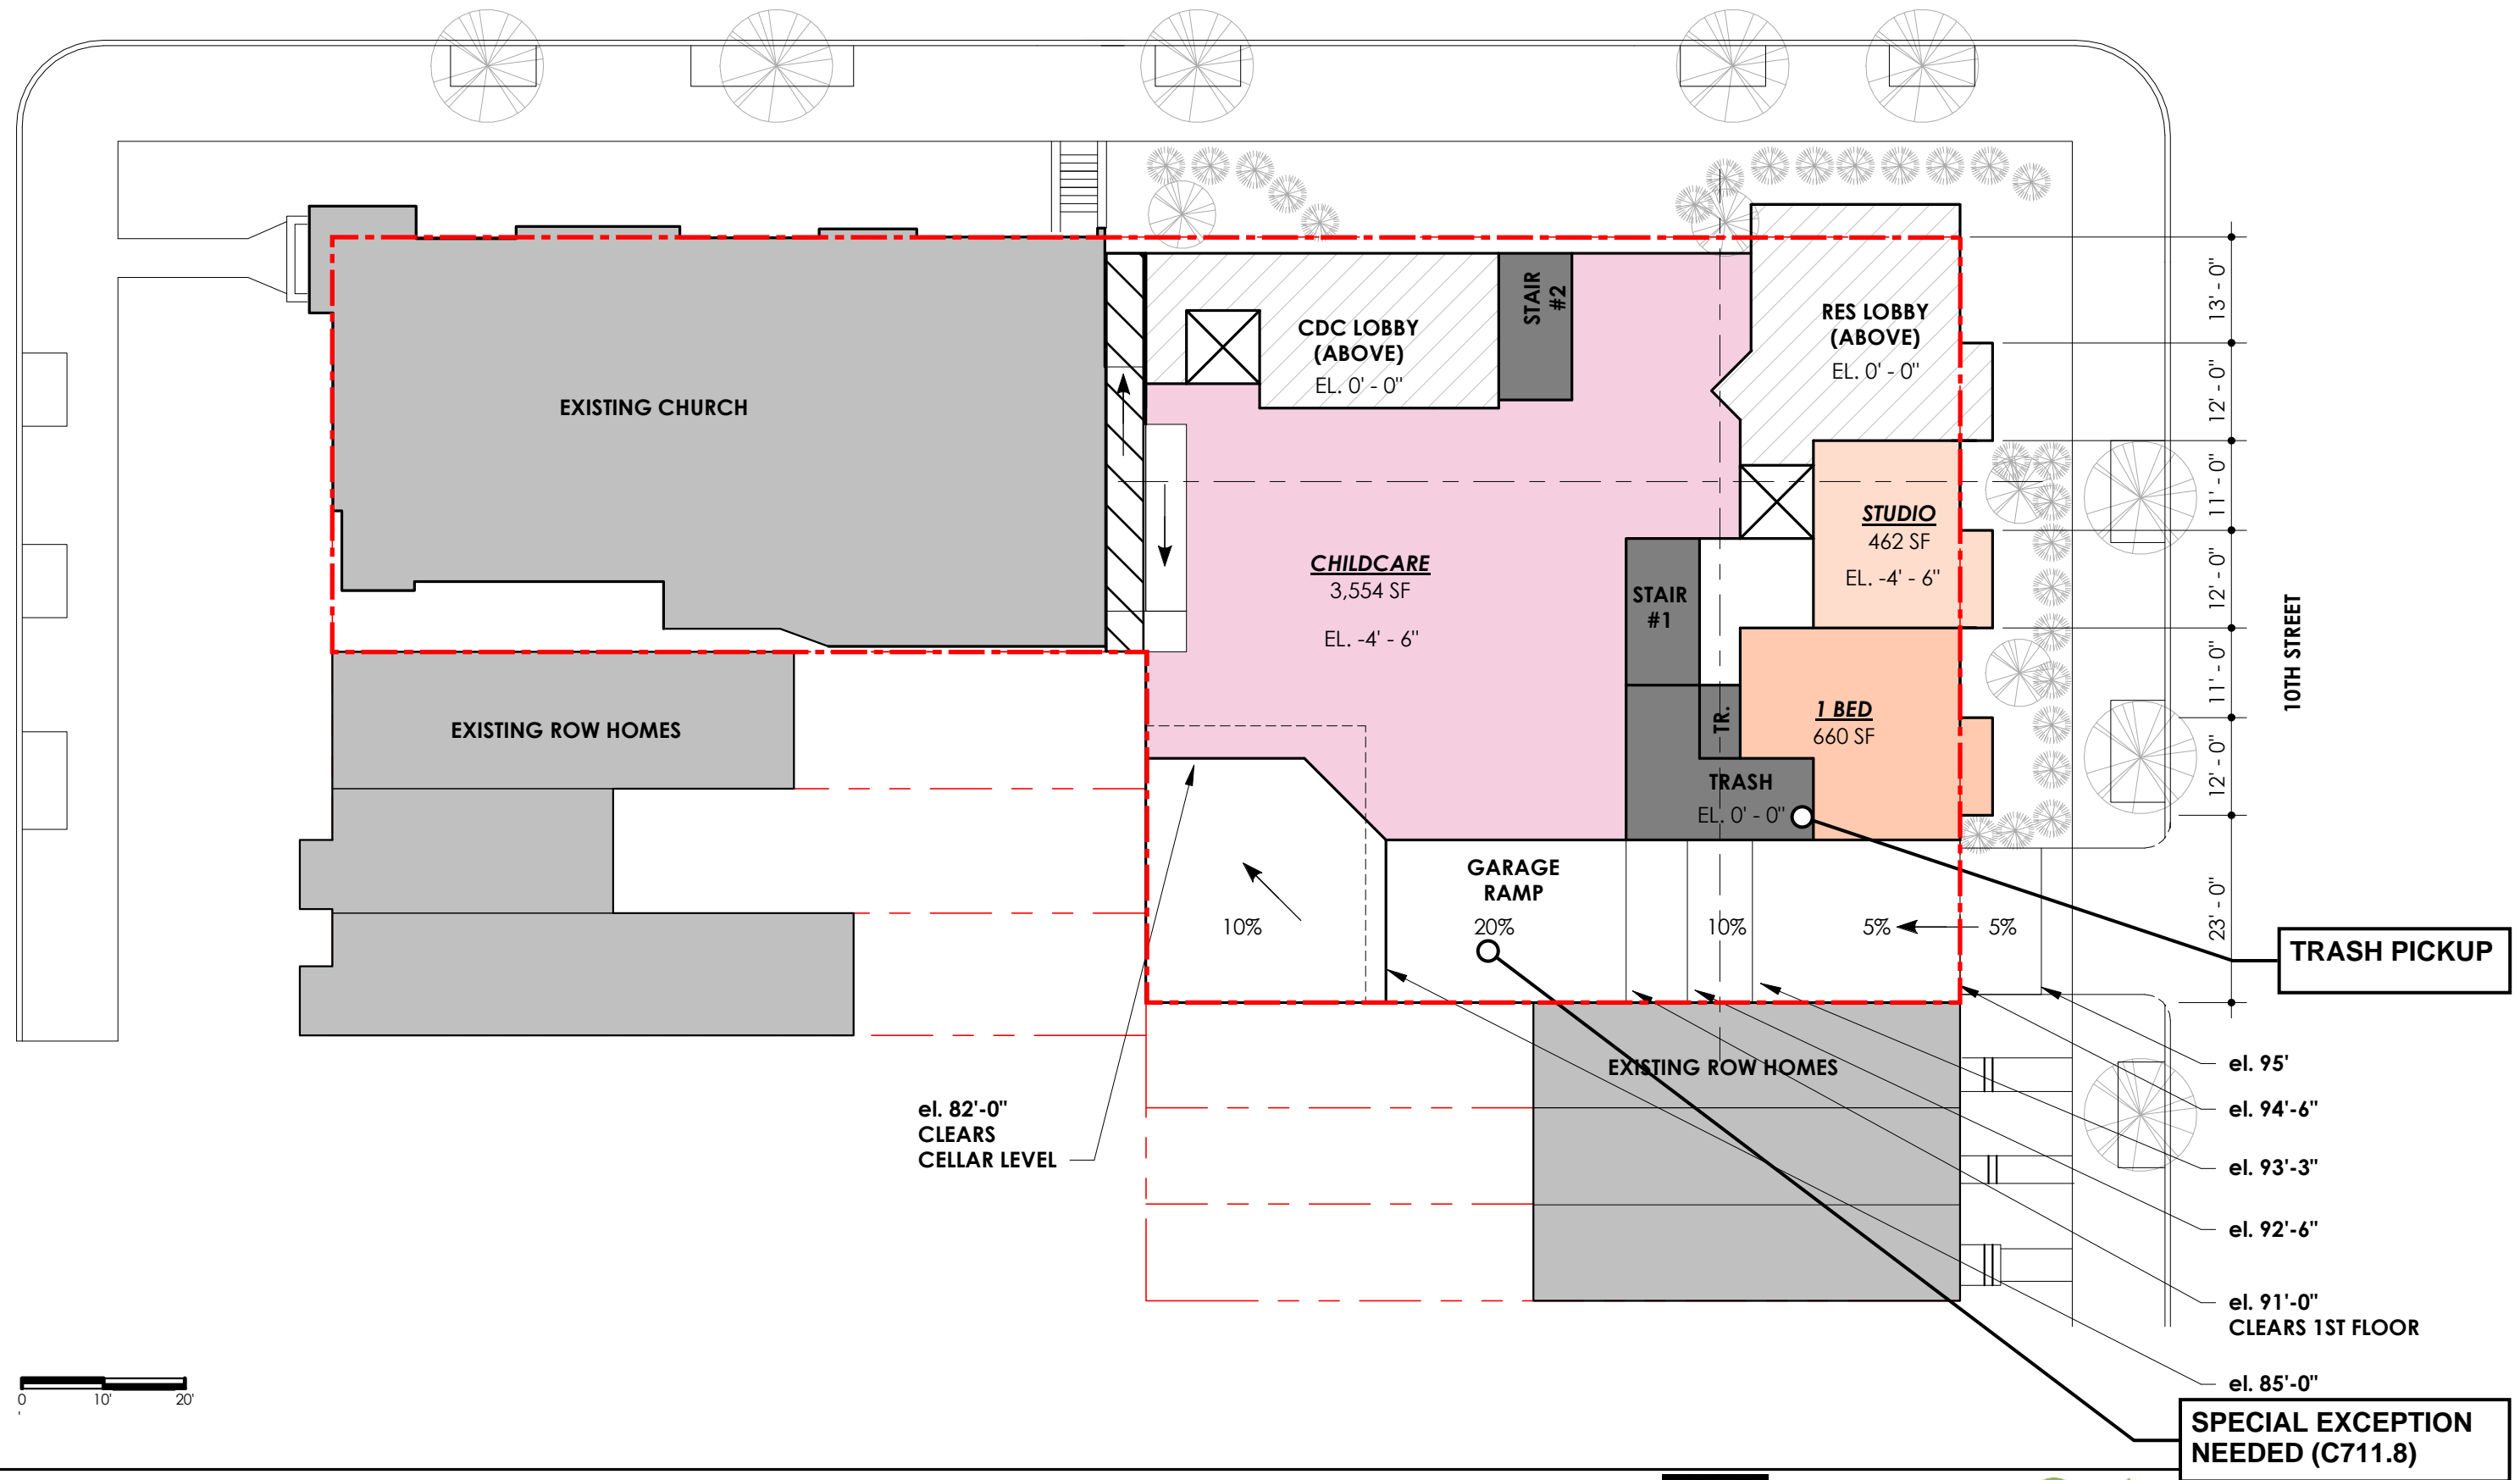 CDC LOBBY
(ABOVE)
EL. 0' - 0"
STAIR
#2
RES LOBBY
(ABOVE)
EL. 0' - 0"
13' - 0"
12' - 0"
11' - 0"
12' - 0"
11' - 0"
12' - 0"
23' - 0"
10TH STREET
EXISTING CHURCH
STUDIO
462 SF
EL. -4' - 6"
CHILDCARE
3,554 SF
EL. -4' - 6"
STAIR
#1
TR.
1 BED
660 SF
EXISTING ROW HOMES
TRASH
EL. 0' - 0"
GARAGE
RAMP
10%
20%
10%
5%
5%
TRASH PICKUP
EXISTING ROW HOMES
el. 82'-0"
CLEARS
CELLAR LEVEL
el. 95'
el. 94'-6"
el. 93'-3"
el. 92'-6"
el. 91'-0"
CLEARS 1ST FLOOR
el. 85'-0"
SPECIAL EXCEPTION
NEEDED (C711.8)
0 10' 20'
'